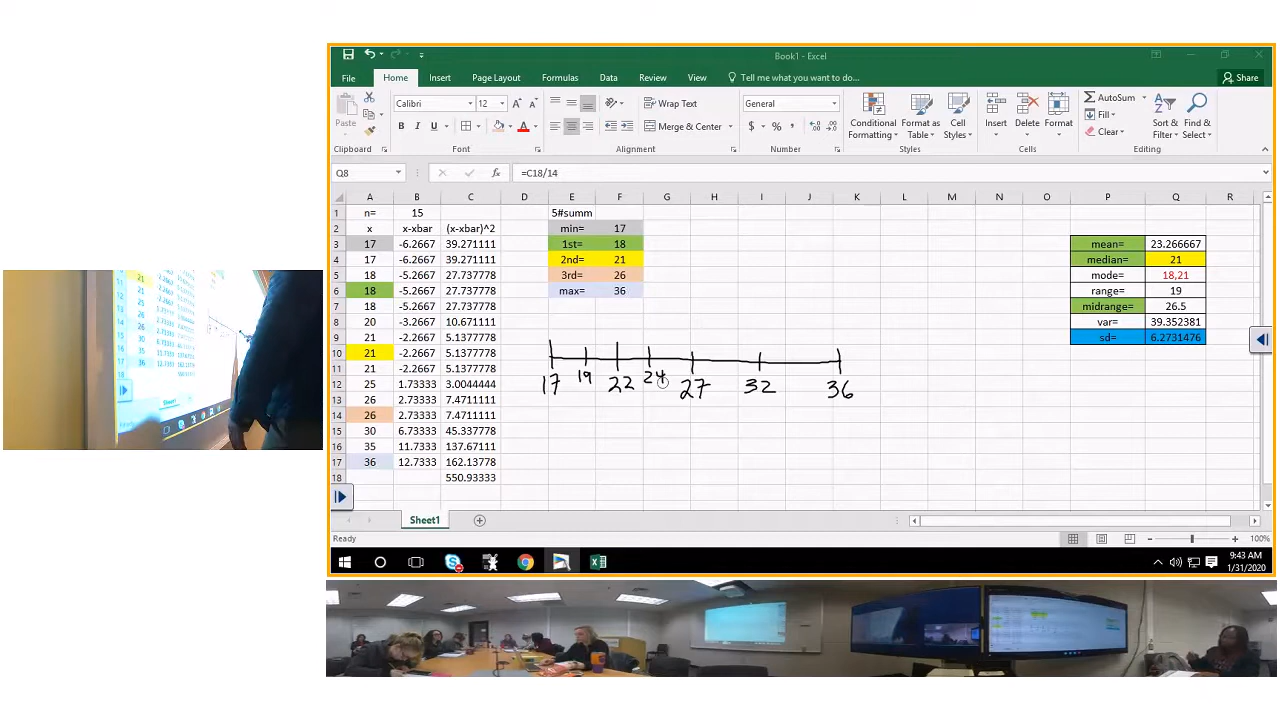 Book1 - Excel
File Home Insert Page Layout Formulas Data Review View Tell me what you want to do... Share
Paste
Calibri 12
B I U
Wrap Text
Merge & Center
General
$ % ,
Conditional Formatting
Format as Table
Cell Styles
Insert Delete Format
AutoSum
Fill
Clear
Sort & Filter
Find & Select
Clipboard Font Alignment Number Styles Cells Editing
Q8 fx =C18/14
A B C D E F G H I J K L M N O P Q R
1 n= 15 5#summ
2 x x-xbar (x-xbar)^2 min= 17
3 17 -6.2667 39.271111 1st= 18 mean= 23.266667
4 17 -6.2667 39.271111 2nd= 21 median= 21
5 18 -5.2667 27.737778 3rd= 26 mode= 18,21
6 18 -5.2667 27.737778 max= 36 range= 19
7 18 -5.2667 27.737778 midrange= 26.5
8 20 -3.2667 10.671111 var= 39.352381
9 21 -2.2667 5.1377778 sd= 6.2731476
10 21 -2.2667 5.1377778
11 21 -2.2667 5.1377778
12 25 1.73333 3.0044444
13 26 2.73333 7.4711111
14 26 2.73333 7.4711111
15 30 6.73333 45.337778
16 35 11.7333 137.67111
17 36 12.7333 162.13778
18 550.93333
17 19 22 24 27 32 36
Sheet1
Ready 100%
9:43 AM
1/31/2020